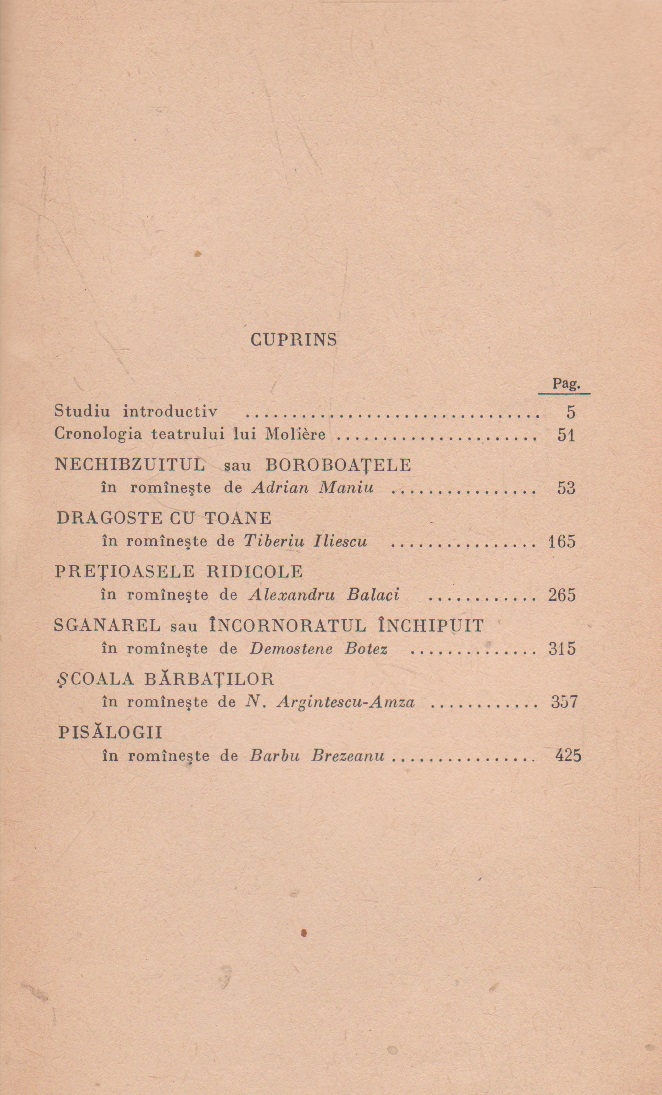 CUPRINS
Pag.
Studiu introductiv ............................... 5
Cronologia teatrului lui Molière ...................... 51
NECHIBZUITUL sau BOROBOAȚELE
în romînește de Adrian Maniu ................ 53
DRAGOSTE CU TOANE
în romînește de Tiberiu Iliescu ................ 165
PREȚIOASELE RIDICOLE
în romînește de Alexandru Balaci ............ 265
SGANAREL sau ÎNCORNORATUL ÎNCHIPUIT
în romînește de Demostene Botez .............. 315
ȘCOALA BĂRBAȚILOR
în romînește de N. Argintescu-Amza ............ 357
PISĂLOGII
în romînește de Barbu Brezeanu ................ 425